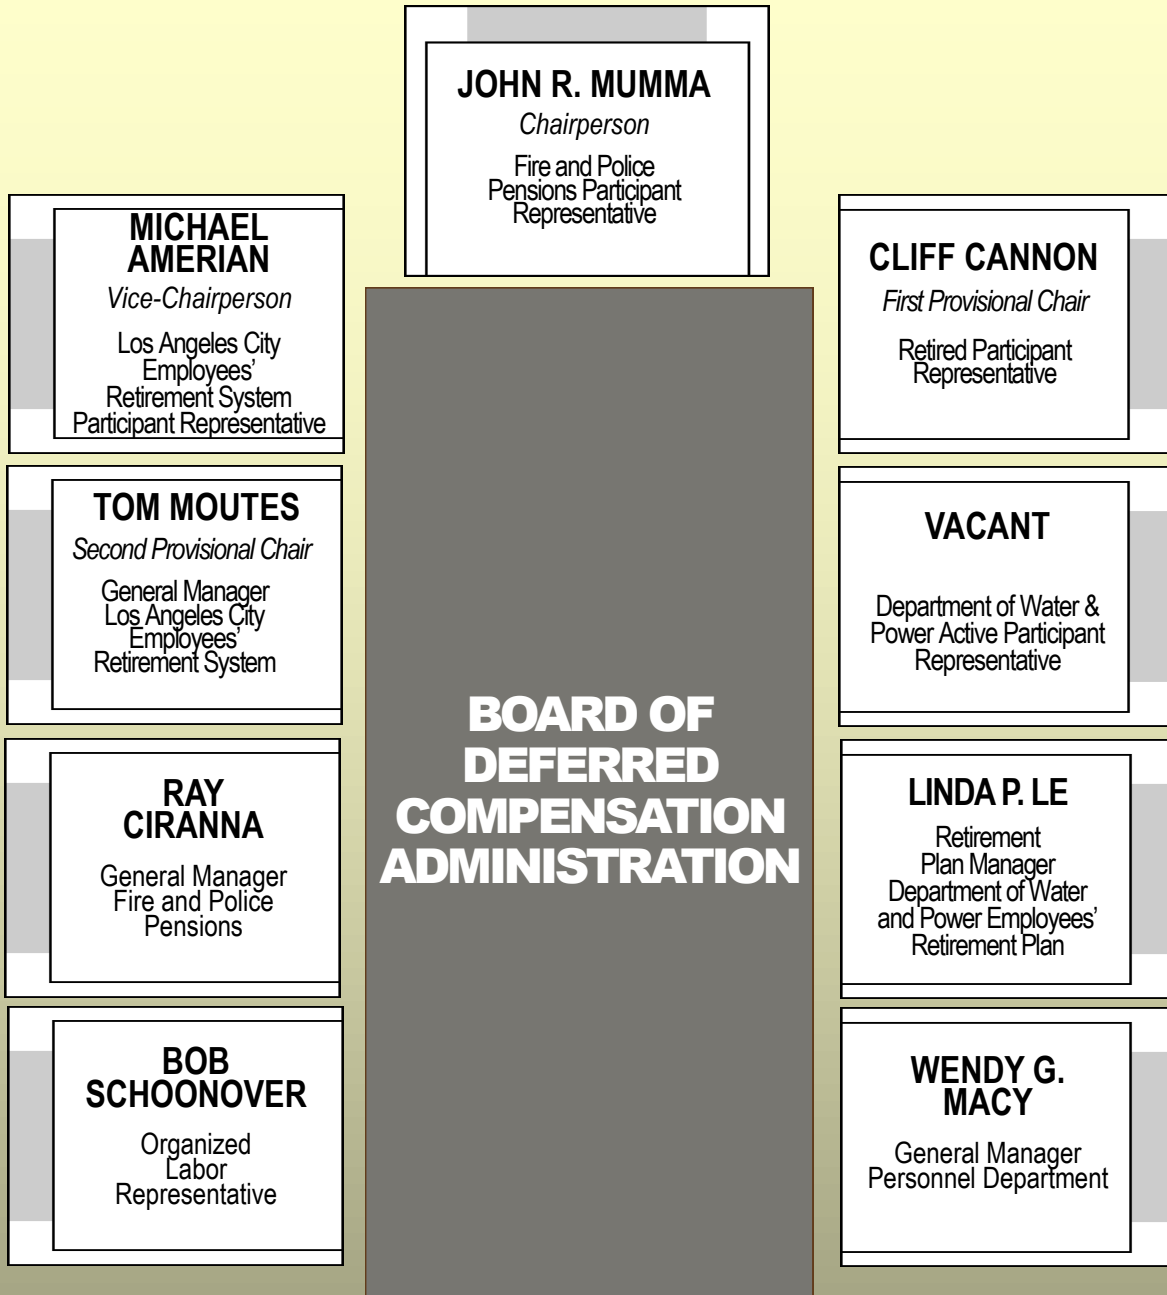 JOHN R. MUMMA
Chairperson
Fire and Police
Pensions Participant
Representative
MICHAEL
AMERIAN
Vice-Chairperson
Los Angeles City
Employees’
Retirement System
Participant Representative
CLIFF CANNON
First Provisional Chair
Retired Participant
Representative
TOM MOUTES
Second Provisional Chair
General Manager
Los Angeles City
Employees’
Retirement System
VACANT
Department of Water &
Power Active Participant
Representative
BOARD OF
DEFERRED
COMPENSATION
ADMINISTRATION
RAY
CIRANNA
General Manager
Fire and Police
Pensions
LINDA P. LE
Retirement
Plan Manager
Department of Water
and Power Employees’
Retirement Plan
BOB
SCHOONOVER
Organized
Labor
Representative
WENDY G.
MACY
General Manager
Personnel Department